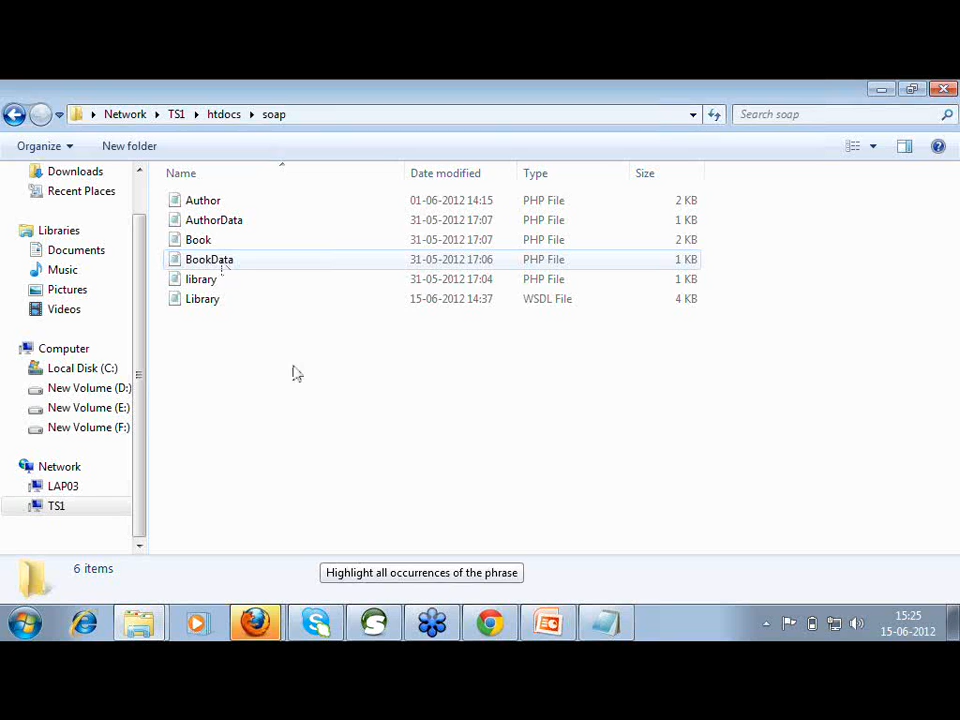 Network TS1 htdocs soap
Search soap
Organize New folder
Name Date modified Type Size
Downloads
Recent Places
Libraries
Documents
Music
Pictures
Videos
Computer
Local Disk (C:)
New Volume (D:)
New Volume (E:)
New Volume (F:)
Network
LAP03
TS1
Author 01-06-2012 14:15 PHP File 2 KB
AuthorData 31-05-2012 17:07 PHP File 1 KB
Book 31-05-2012 17:07 PHP File 2 KB
BookData 31-05-2012 17:06 PHP File 1 KB
library 31-05-2012 17:04 PHP File 1 KB
Library 15-06-2012 14:37 WSDL File 4 KB
6 items
Highlight all occurrences of the phrase
15:25
15-06-2012